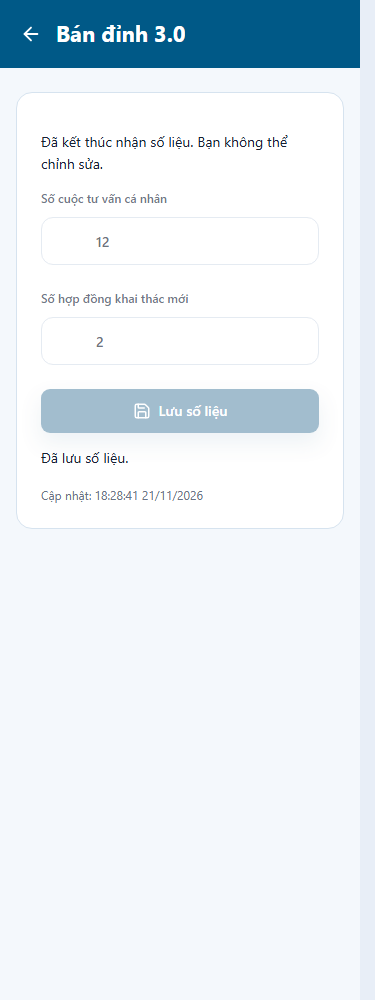 Bán đỉnh 3.0
Đã kết thúc nhận số liệu. Bạn không thể
chỉnh sửa.
Số cuộc tư vấn cá nhân
12
Số hợp đồng khai thác mới
2
Lưu số liệu
Đã lưu số liệu.
Cập nhật: 18:28:41 21/11/2026